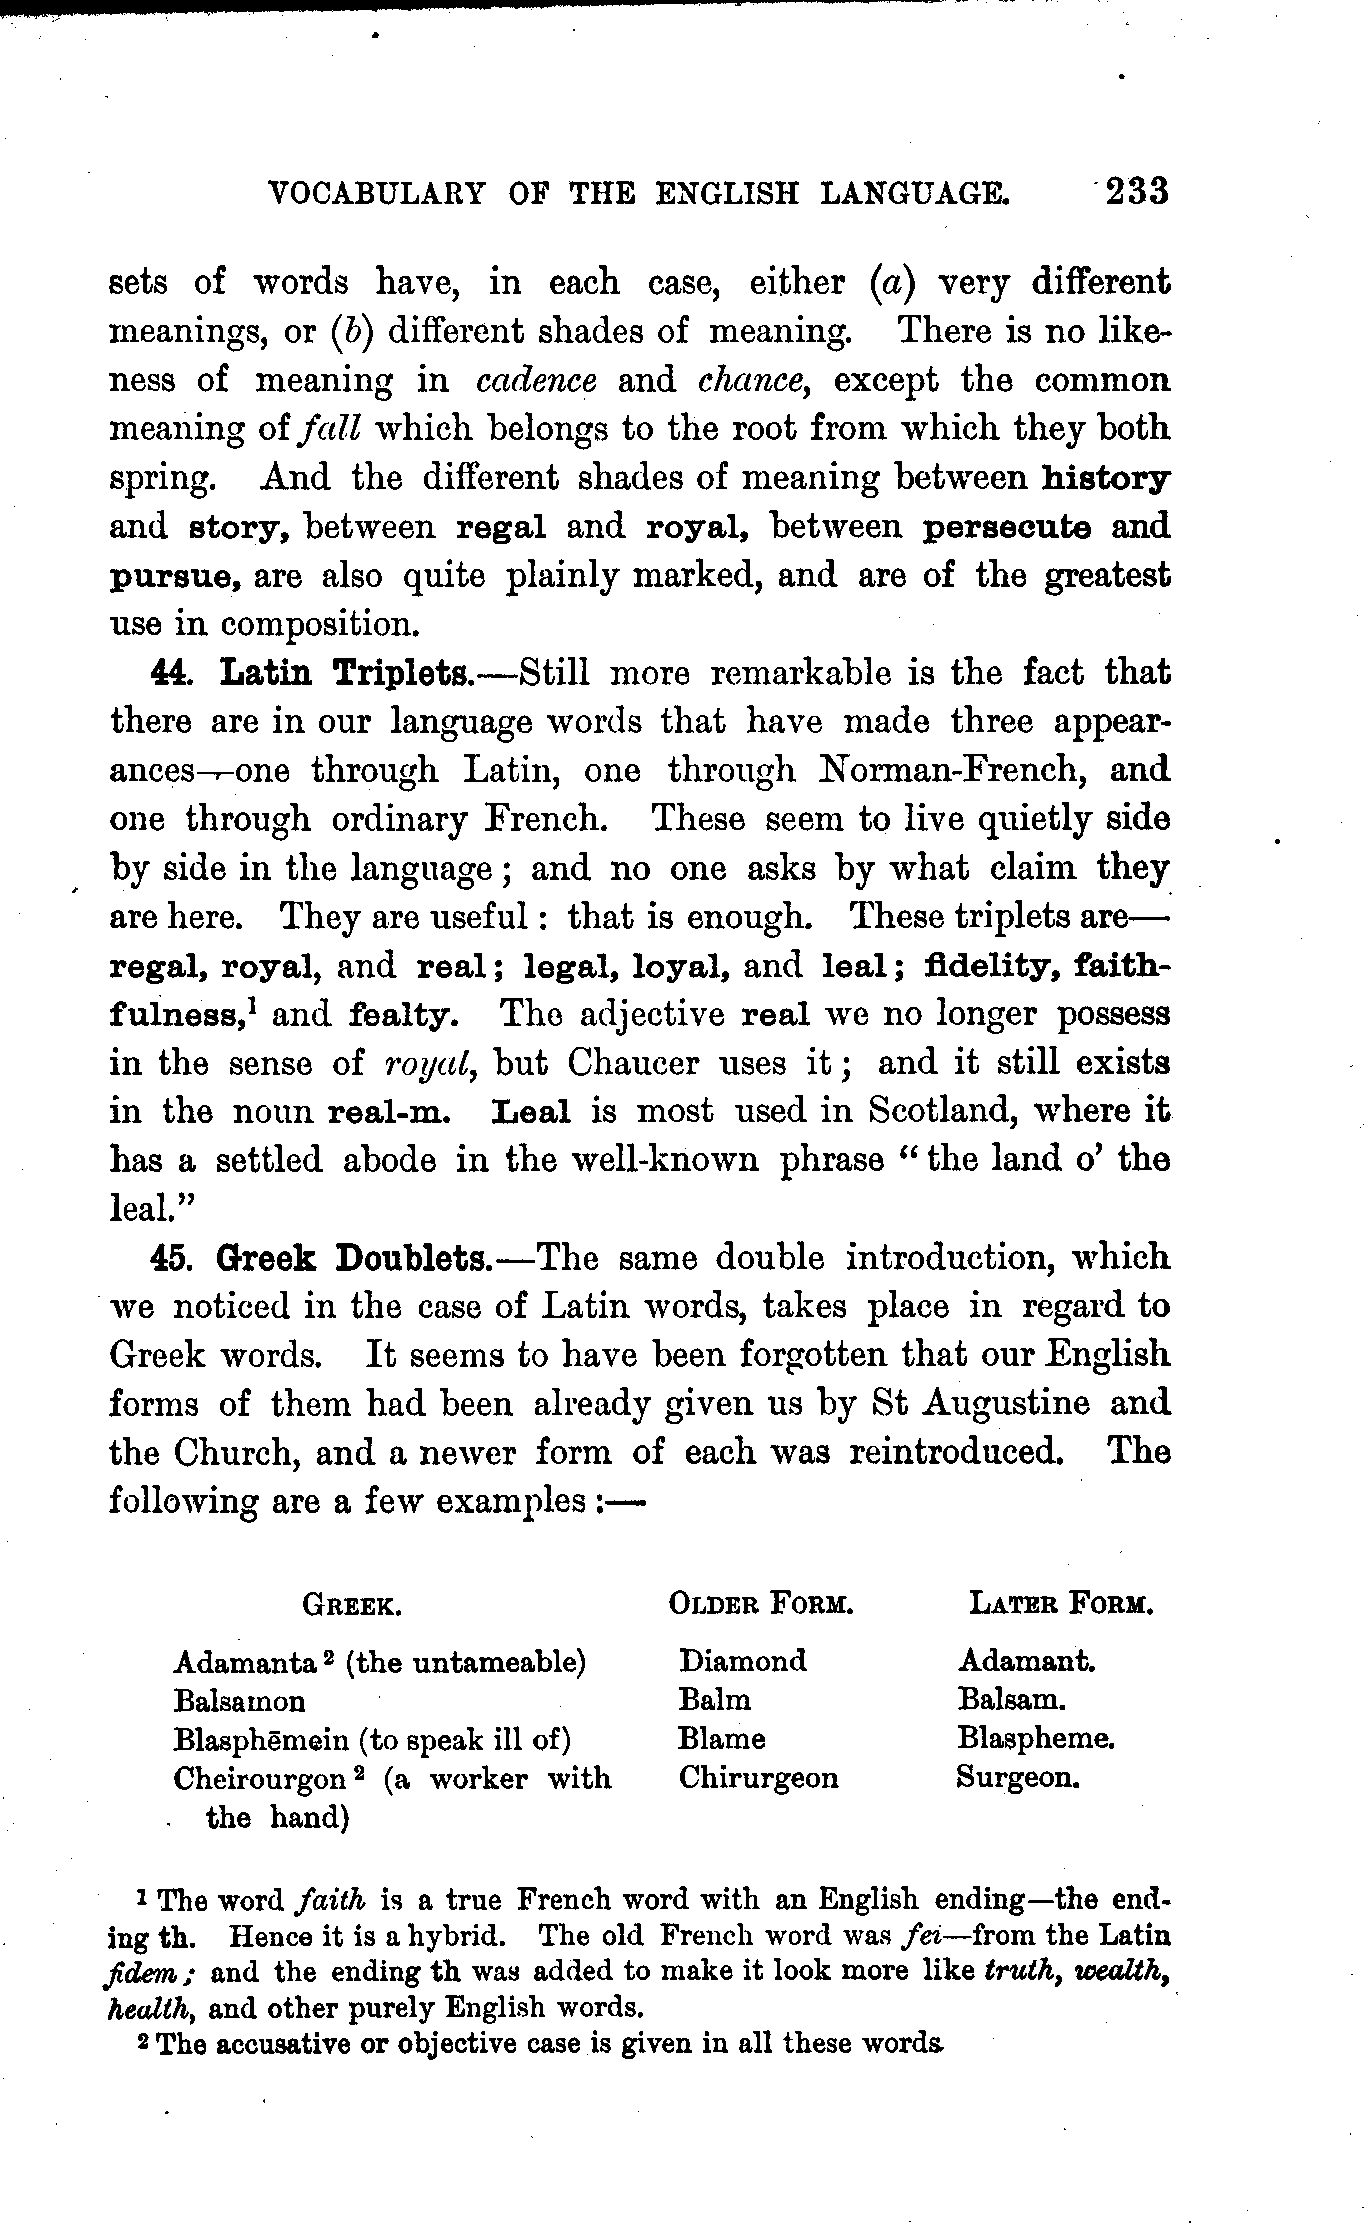 VOCABULARY OF THE ENGLISH LANGUAGE. 233
sets of words have, in each case, either (a) very different
meanings, or (b) different shades of meaning. There is no like-
ness of meaning in cadence and chance, except the common
meaning of fall which belongs to the root from which they both
spring. And the different shades of meaning between history
and story, between regal and royal, between persecute and
pursue, are also quite plainly marked, and are of the greatest
use in composition.
44. Latin Triplets.—Still more remarkable is the fact that
there are in our language words that have made three appear-
ances—one through Latin, one through Norman-French, and
one through ordinary French. These seem to live quietly side
by side in the language; and no one asks by what claim they
are here. They are useful: that is enough. These triplets are—
regal, royal, and real; legal, loyal, and leal; fidelity, faith-
fulness,¹ and fealty. The adjective real we no longer possess
in the sense of royal, but Chaucer uses it; and it still exists
in the noun real-m. Leal is most used in Scotland, where it
has a settled abode in the well-known phrase "the land o' the
leal."
45. Greek Doublets.—The same double introduction, which
we noticed in the case of Latin words, takes place in regard to
Greek words. It seems to have been forgotten that our English
forms of them had been already given us by St Augustine and
the Church, and a newer form of each was reintroduced. The
following are a few examples:—
GREEK. OLDER FORM. LATER FORM.
Adamanta² (the untameable) Diamond Adamant.
Balsamon Balm Balsam.
Blasphēmein (to speak ill of) Blame Blaspheme.
Cheirourgon² (a worker with Chirurgeon Surgeon.
the hand)
¹ The word faith is a true French word with an English ending—the end-
ing th. Hence it is a hybrid. The old French word was fei—from the Latin
fidem; and the ending th was added to make it look more like truth, wealth,
health, and other purely English words.
² The accusative or objective case is given in all these words.